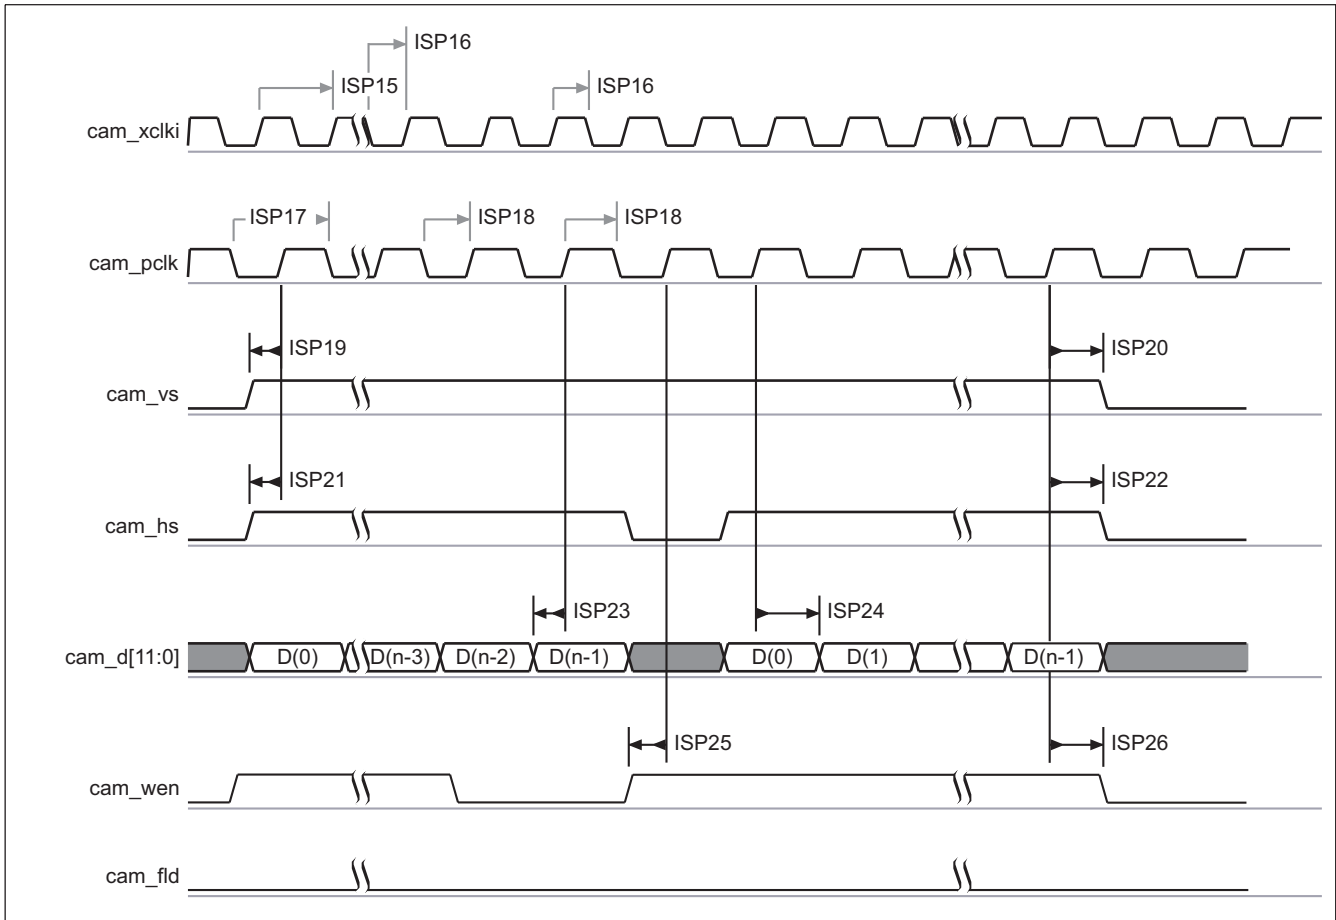 ISP16
ISP15
ISP16
cam_xclki
ISP17
ISP18
ISP18
cam_pclk
ISP19
ISP20
cam_vs
ISP21
ISP22
cam_hs
ISP23
ISP24
cam_d[11:0]
D(0)
D(n-3)
D(n-2)
D(n-1)
D(0)
D(1)
D(n-1)
ISP25
ISP26
cam_wen
cam_fld